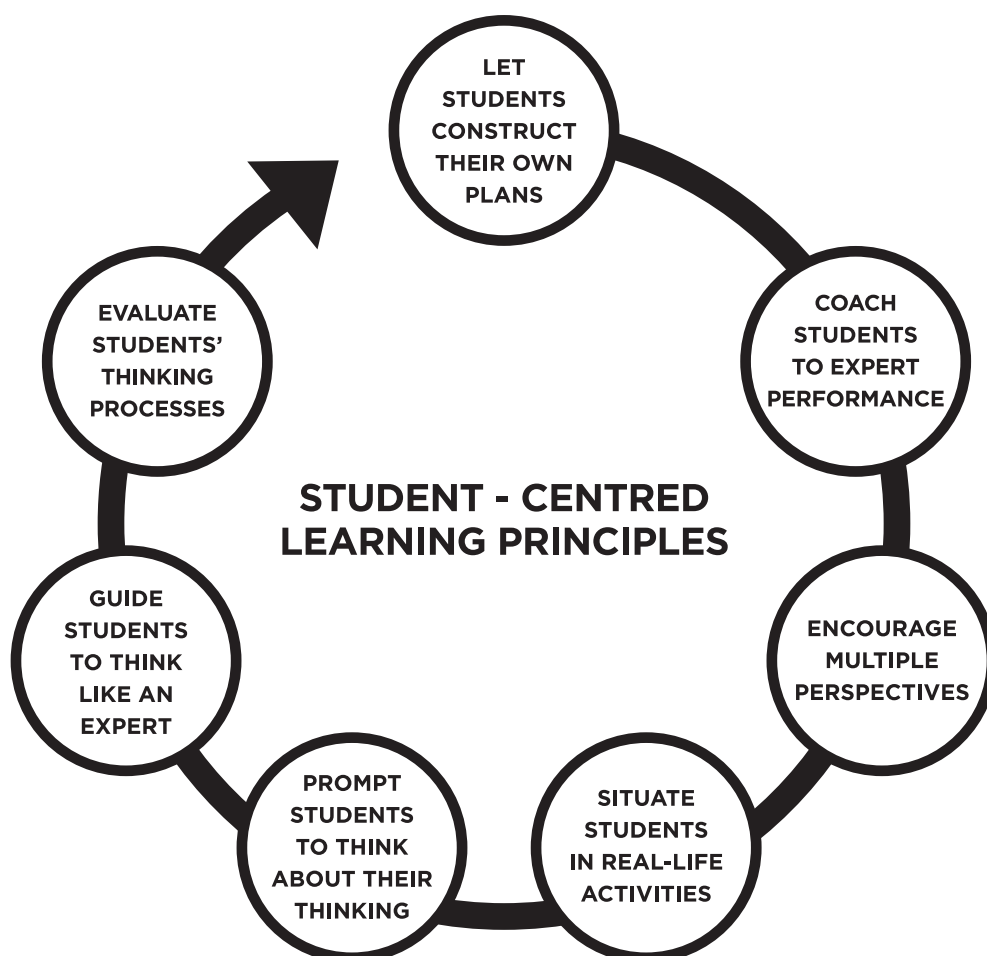 LET
STUDENTS
CONSTRUCT
THEIR OWN
PLANS
COACH
STUDENTS
TO EXPERT
PERFORMANCE
ENCOURAGE
MULTIPLE
PERSPECTIVES
SITUATE
STUDENTS
IN REAL-LIFE
ACTIVITIES
PROMPT
STUDENTS
TO THINK
ABOUT THEIR
THINKING
GUIDE
STUDENTS
TO THINK
LIKE AN
EXPERT
EVALUATE
STUDENTS’
THINKING
PROCESSES
STUDENT - CENTRED
LEARNING PRINCIPLES